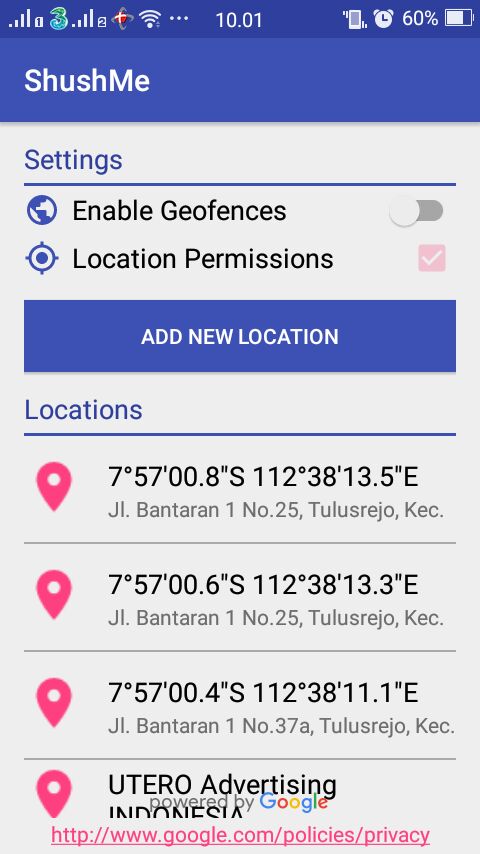 10.01
60%
ShushMe
Settings
Enable Geofences
Location Permissions
ADD NEW LOCATION
Locations
7°57'00.8"S 112°38'13.5"E
Jl. Bantaran 1 No.25, Tulusrejo, Kec.
7°57'00.6"S 112°38'13.3"E
Jl. Bantaran 1 No.25, Tulusrejo, Kec.
7°57'00.4"S 112°38'11.1"E
Jl. Bantaran 1 No.37a, Tulusrejo, Kec.
UTERO Advertising
INDONESIA
powered by Google
http://www.google.com/policies/privacy